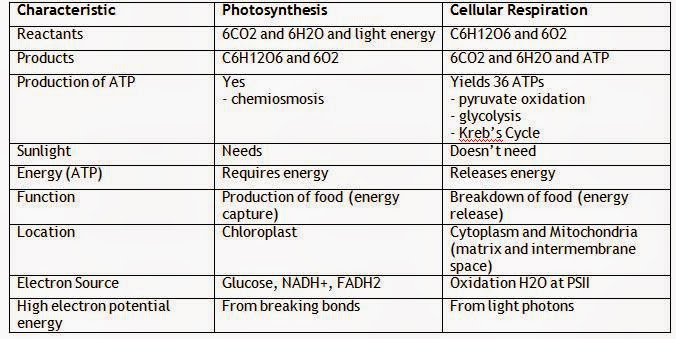 Characteristic Photosynthesis Cellular Respiration
Reactants 6CO2 and 6H2O and light energy C6H12O6 and 6O2
Products C6H12O6 and 6O2 6CO2 and 6H2O and ATP
Production of ATP Yes Yields 36 ATPs
- chemiosmosis - pyruvate oxidation
- glycolysis
- Kreb's Cycle
Sunlight Needs Doesn't need
Energy (ATP) Requires energy Releases energy
Function Production of food (energy Breakdown of food (energy
capture) release)
Location Chloroplast Cytoplasm and Mitochondria
(matrix and intermembrane
space)
Electron Source Glucose, NADH+, FADH2 Oxidation H2O at PSII
High electron potential From breaking bonds From light photons
energy